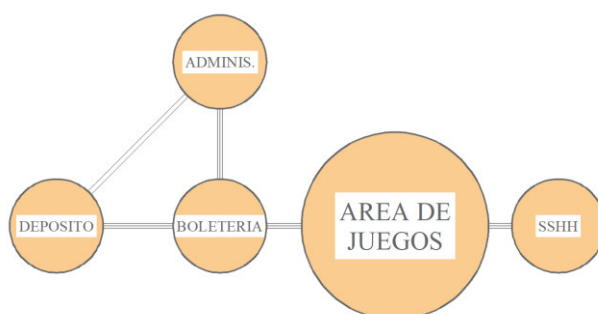 ADMINIS.
DEPOSITO
BOLETERIA
AREA DE
JUEGOS
SSHH